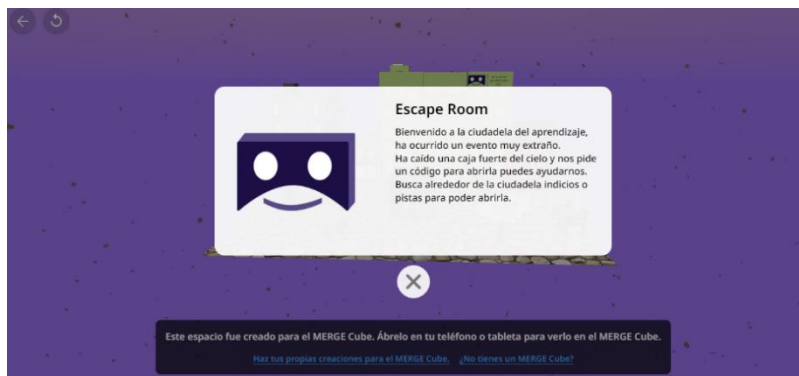 Escape Room
Bienvenido a la ciudadela del aprendizaje,
ha ocurrido un evento muy extraño.
Ha caído una caja fuerte del cielo y nos pide
un código para abrirla puedes ayudarnos.
Busca alrededor de la ciudadela indicios o
pistas para poder abrirla.
Este espacio fue creado para el MERGE Cube. Ábrelo en tu teléfono o tableta para verlo en el MERGE Cube.
Haz tus propias creaciones para el MERGE Cube. ¿No tienes un MERGE Cube?